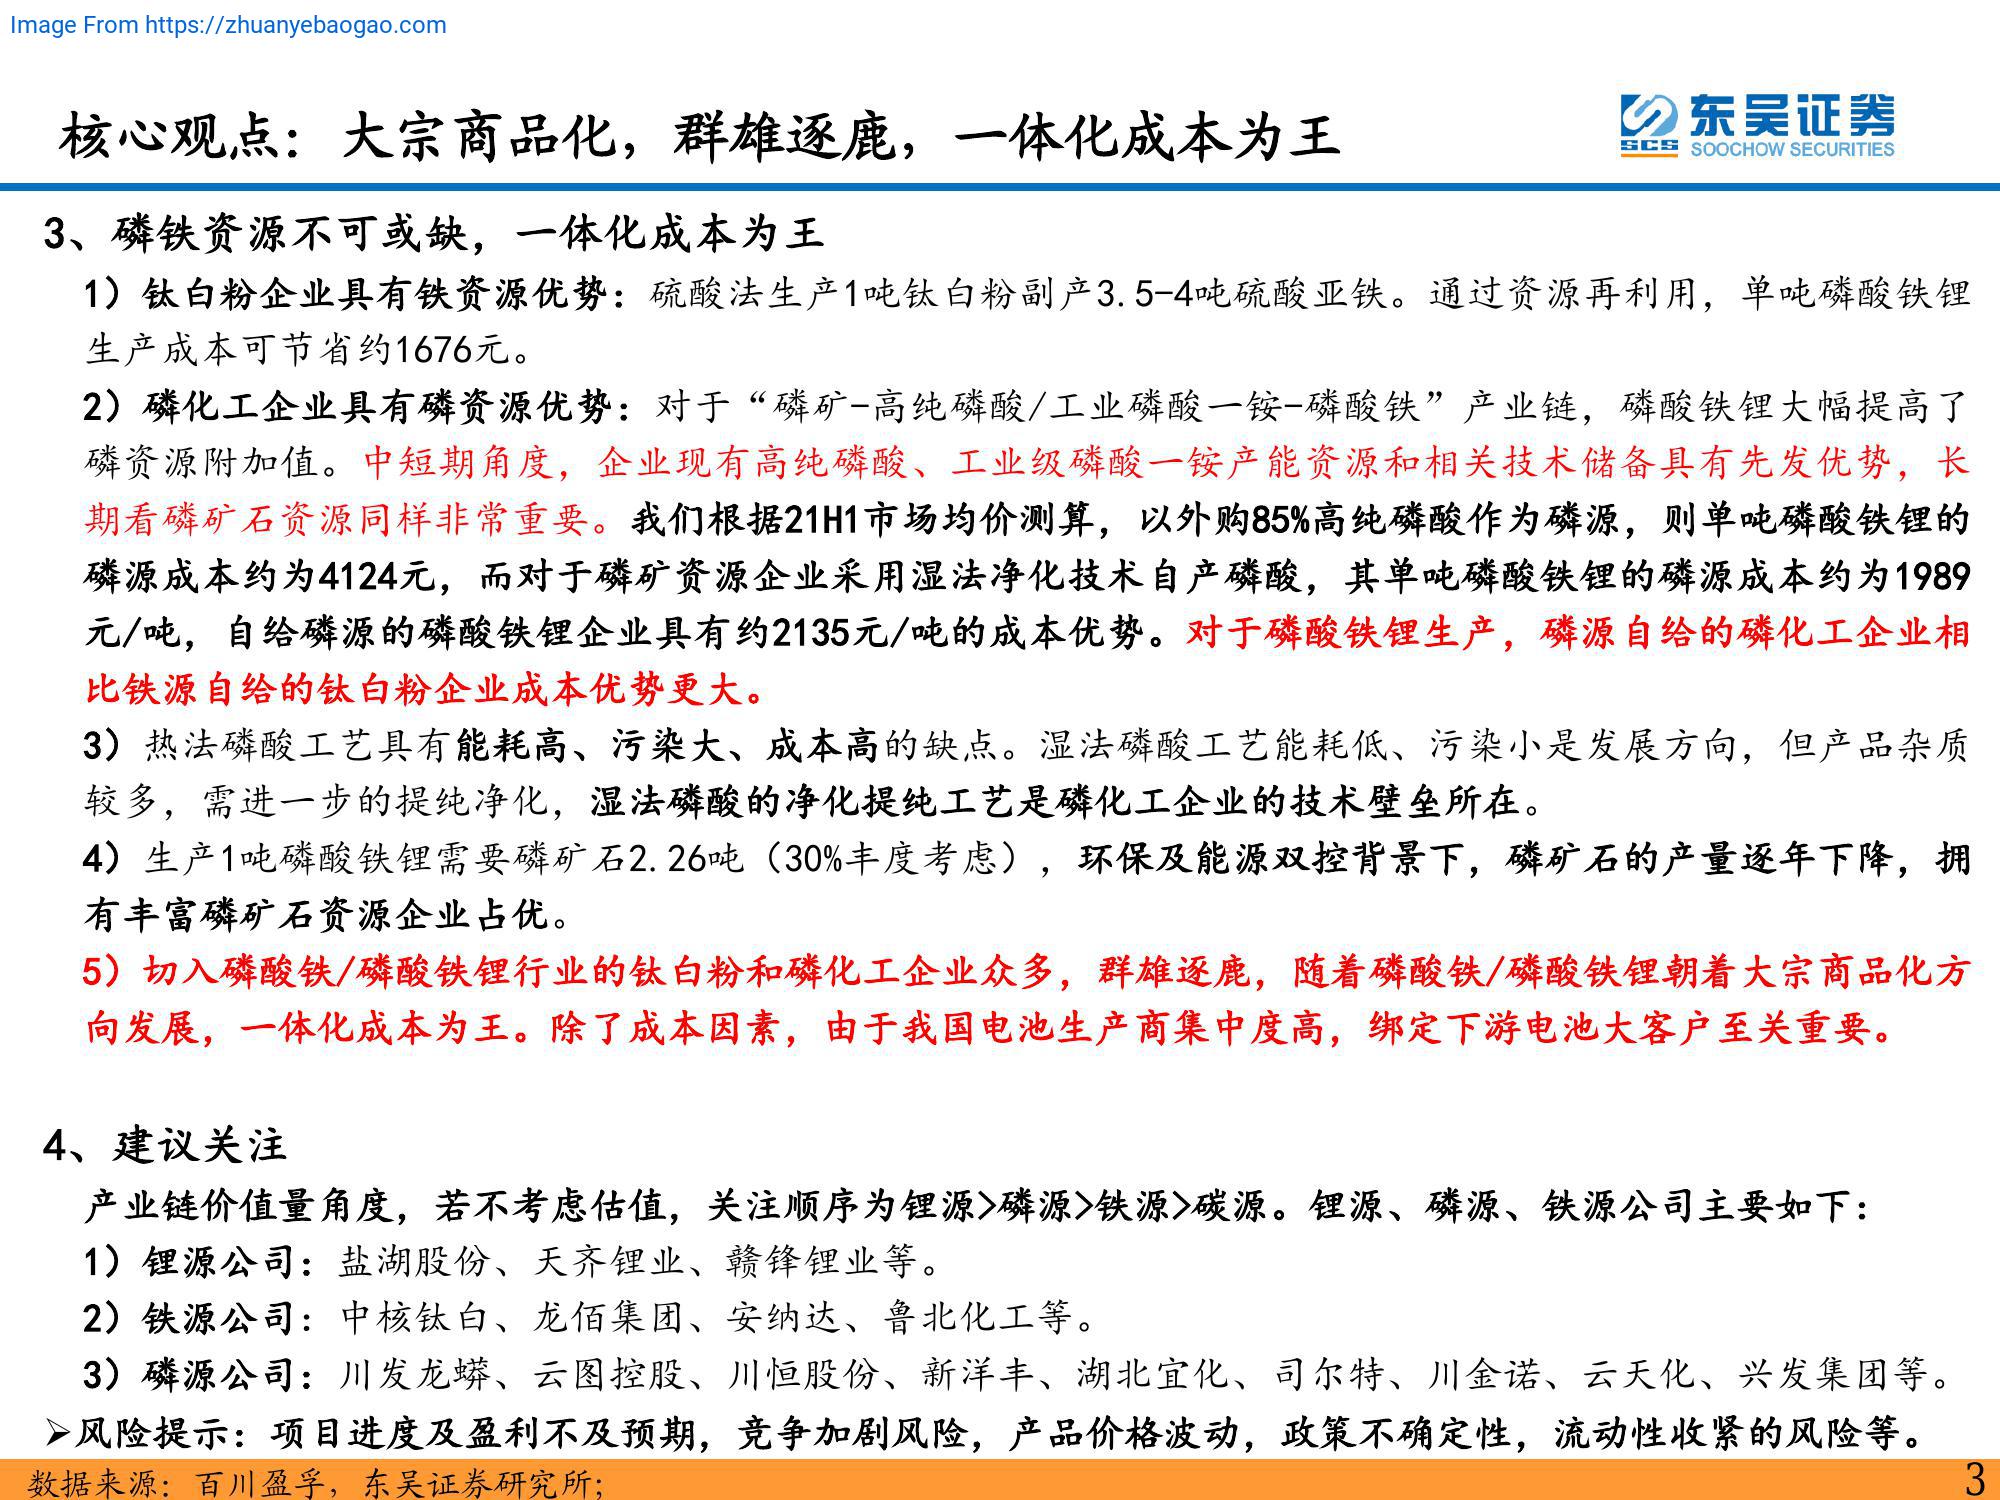 Image From https://zhuanyebaogao.com
核心观点：大宗商品化，群雄逐鹿，一体化成本为王
东吴证券
SCS
SOOCHOW SECURITIES
3、磷铁资源不可或缺，一体化成本为王
1）钛白粉企业具有铁资源优势：硫酸法生产1吨钛白粉副产3.5-4吨硫酸亚铁。通过资源再利用，单吨磷酸铁锂
生产成本可节省约1676元。
2）磷化工企业具有磷资源优势：对于“磷矿-高纯磷酸/工业磷酸一铵-磷酸铁”产业链，磷酸铁锂大幅提高了
磷资源附加值。中短期角度，企业现有高纯磷酸、工业级磷酸一铵产能资源和相关技术储备具有先发优势，长
期看磷矿石资源同样非常重要。我们根据21H1市场均价测算，以外购85%高纯磷酸作为磷源，则单吨磷酸铁锂的
磷源成本约为4124元，而对于磷矿资源企业采用湿法净化技术自产磷酸，其单吨磷酸铁锂的磷源成本约为1989
元/吨，自给磷源的磷酸铁锂企业具有约2135元/吨的成本优势。对于磷酸铁锂生产，磷源自给的磷化工企业相
比铁源自给的钛白粉企业成本优势更大。
3）热法磷酸工艺具有能耗高、污染大、成本高的缺点。湿法磷酸工艺能耗低、污染小是发展方向，但产品杂质
较多，需进一步的提纯净化，湿法磷酸的净化提纯工艺是磷化工企业的技术壁垒所在。
4）生产1吨磷酸铁锂需要磷矿石2.26吨（30%丰度考虑），环保及能源双控背景下，磷矿石的产量逐年下降，拥
有丰富磷矿石资源企业占优。
5）切入磷酸铁/磷酸铁锂行业的钛白粉和磷化工企业众多，群雄逐鹿，随着磷酸铁/磷酸铁锂朝着大宗商品化方
向发展，一体化成本为王。除了成本因素，由于我国电池生产商集中度高，绑定下游电池大客户至关重要。
4、建议关注
产业链价值量角度，若不考虑估值，关注顺序为锂源>磷源>铁源>碳源。锂源、磷源、铁源公司主要如下：
1）锂源公司：盐湖股份、天齐锂业、赣锋锂业等。
2）铁源公司：中核钛白、龙佰集团、安纳达、鲁北化工等。
3）磷源公司：川发龙蟒、云图控股、川恒股份、新洋丰、湖北宜化、司尔特、川金诺、云天化、兴发集团等。
➢风险提示：项目进度及盈利不及预期，竞争加剧风险，产品价格波动，政策不确定性，流动性收紧的风险等。
数据来源：百川盈孚，东吴证券研究所；
3